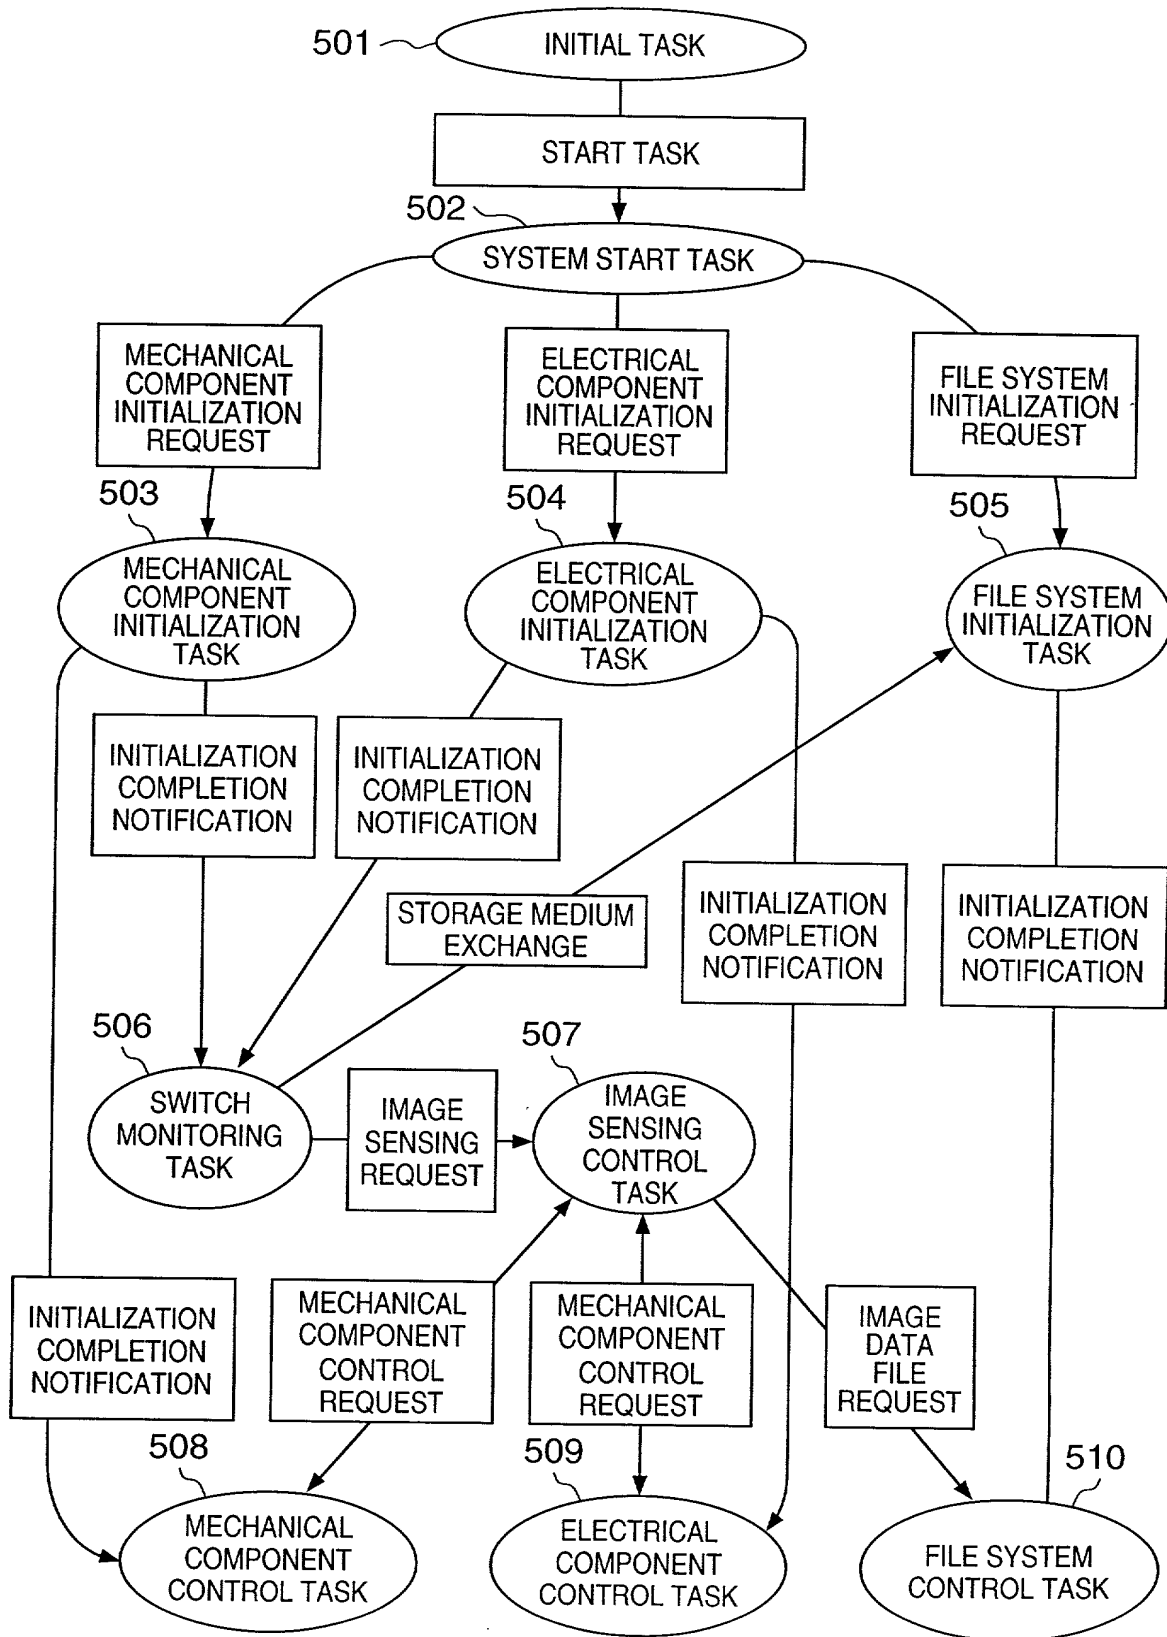 501
INITIAL TASK
START TASK
502
SYSTEM START TASK
MECHANICAL
COMPONENT
INITIALIZATION
REQUEST
ELECTRICAL
COMPONENT
INITIALIZATION
REQUEST
FILE SYSTEM
INITIALIZATION
REQUEST
503
MECHANICAL
COMPONENT
INITIALIZATION
TASK
504
ELECTRICAL
COMPONENT
INITIALIZATION
TASK
505
FILE SYSTEM
INITIALIZATION
TASK
INITIALIZATION
COMPLETION
NOTIFICATION
INITIALIZATION
COMPLETION
NOTIFICATION
STORAGE MEDIUM
EXCHANGE
INITIALIZATION
COMPLETION
NOTIFICATION
INITIALIZATION
COMPLETION
NOTIFICATION
506
SWITCH
MONITORING
TASK
IMAGE
SENSING
REQUEST
507
IMAGE
SENSING
CONTROL
TASK
INITIALIZATION
COMPLETION
NOTIFICATION
MECHANICAL
COMPONENT
CONTROL
REQUEST
MECHANICAL
COMPONENT
CONTROL
REQUEST
IMAGE
DATA
FILE
REQUEST
508
MECHANICAL
COMPONENT
CONTROL TASK
509
ELECTRICAL
COMPONENT
CONTROL TASK
510
FILE SYSTEM
CONTROL TASK